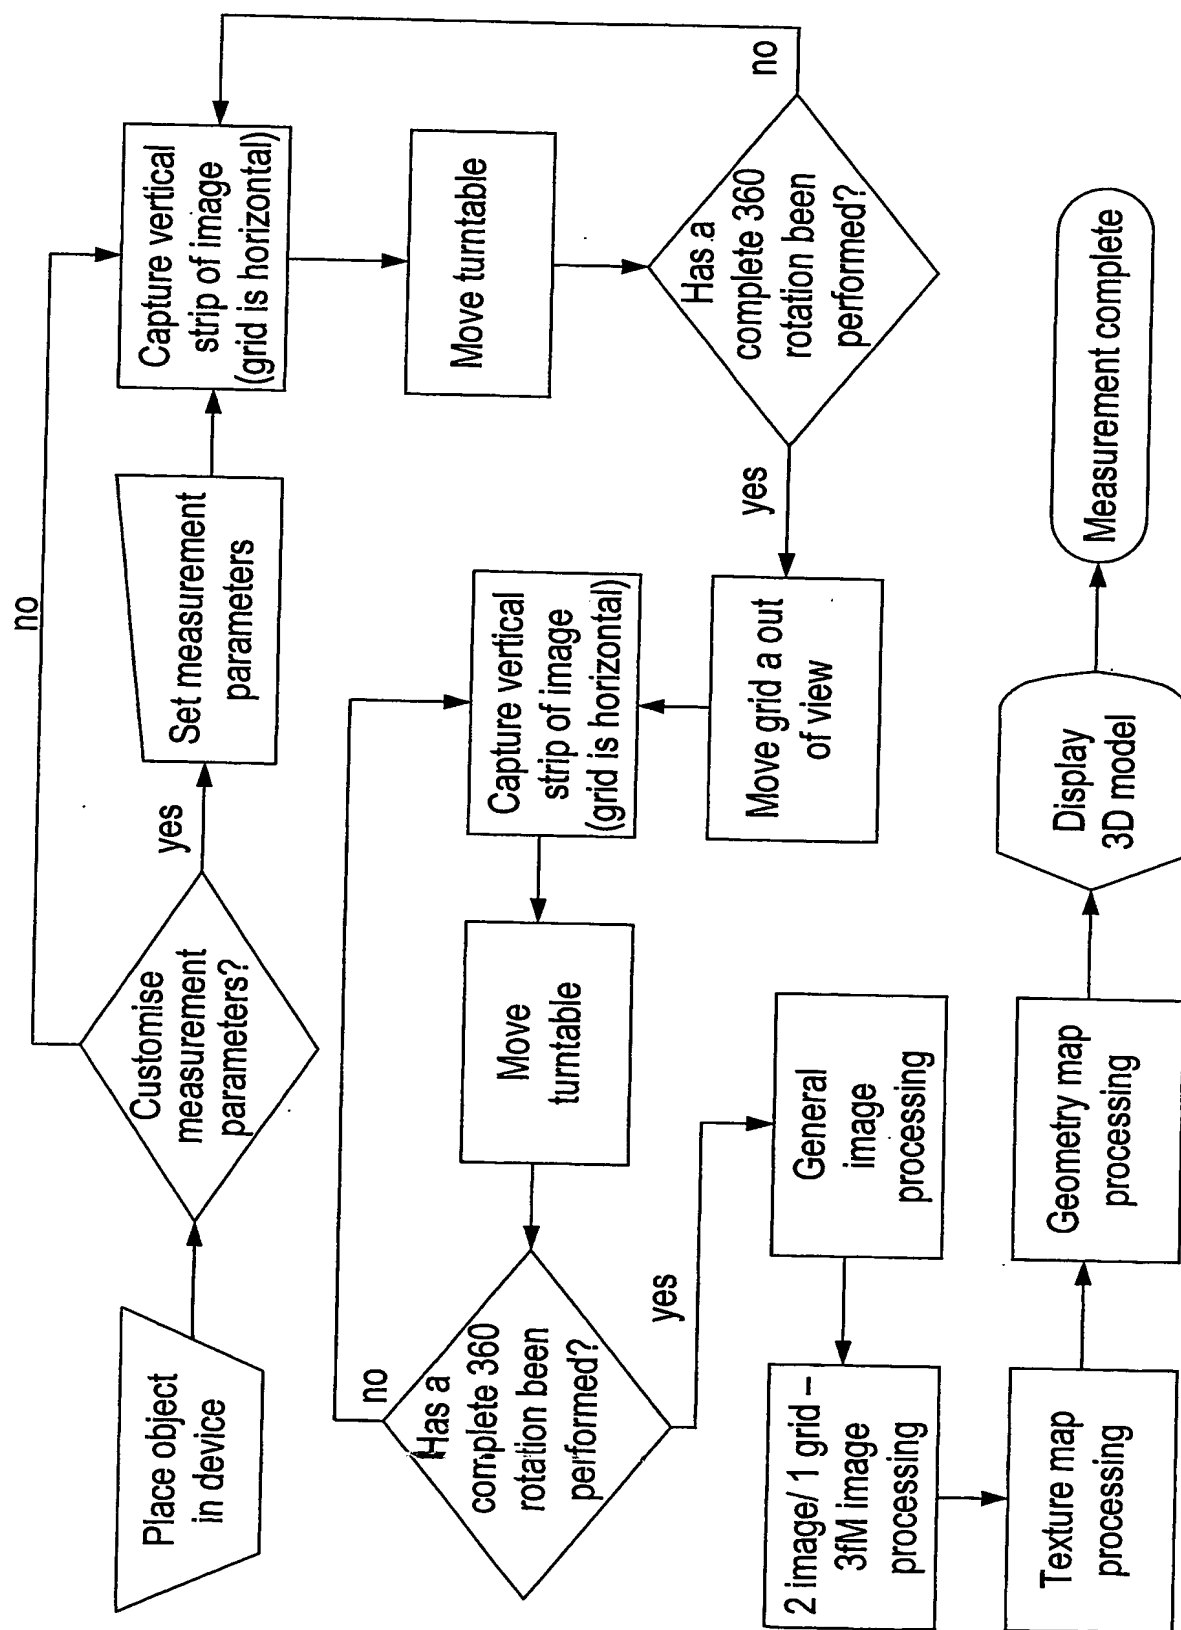 Place object
in device
Customise
measurement
parameters?
no
yes
Set measurement
parameters
Capture vertical
strip of image
(grid is horizontal)
Move turntable
Has a
complete 360
rotation been
performed?
no
yes
Move grid a out
of view
Capture vertical
strip of image
(grid is horizontal)
Move
turntable
Has a
complete 360
rotation been
performed?
no
yes
General
image
processing
2 image/ 1 grid –
3fM image
processing
Texture map
processing
Geometry map
processing
Display
3D model
Measurement complete